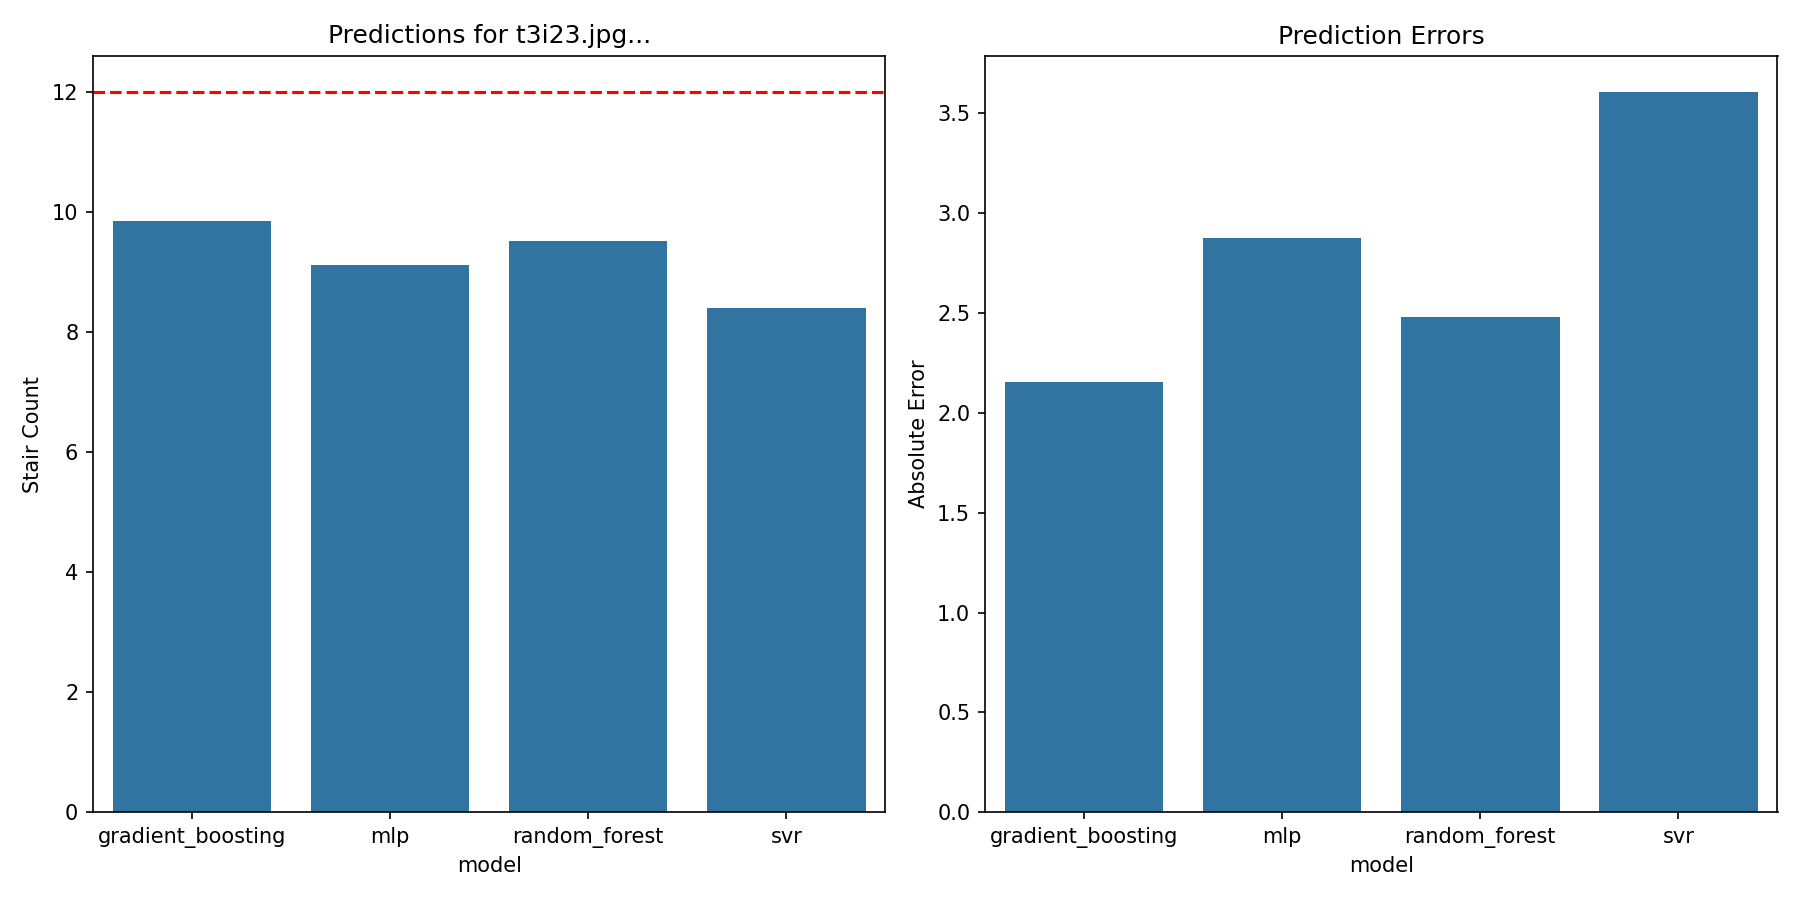 Predictions for t3i23.jpg...
Stair Count
12
10
8
6
4
2
0
gradient_boosting mlp random_forest svr
model
Prediction Errors
Absolute Error
3.5
3.0
2.5
2.0
1.5
1.0
0.5
0.0
gradient_boosting mlp random_forest svr
model